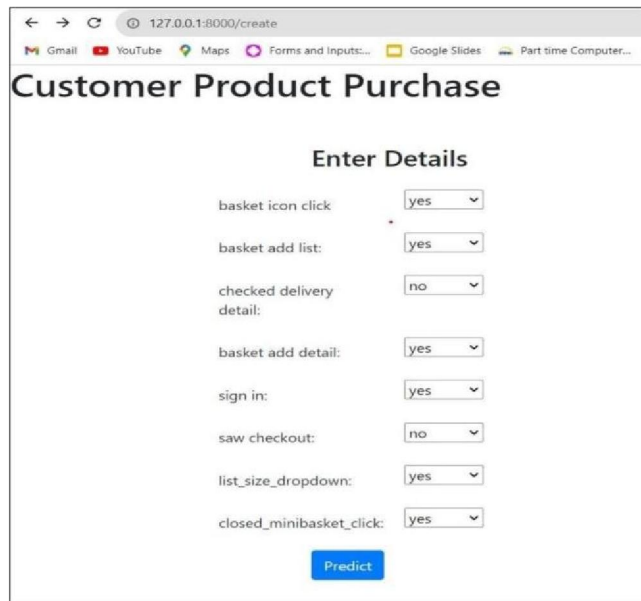 127.0.0.1:8000/create
Gmail YouTube Maps Forms and Inputs:... Google Slides Part time Computer...
Customer Product Purchase
Enter Details
basket icon click yes
basket add list: yes
checked delivery no
detail:
basket add detail: yes
sign in: yes
saw checkout: no
list_size_dropdown: yes
closed_minibasket_click: yes
Predict